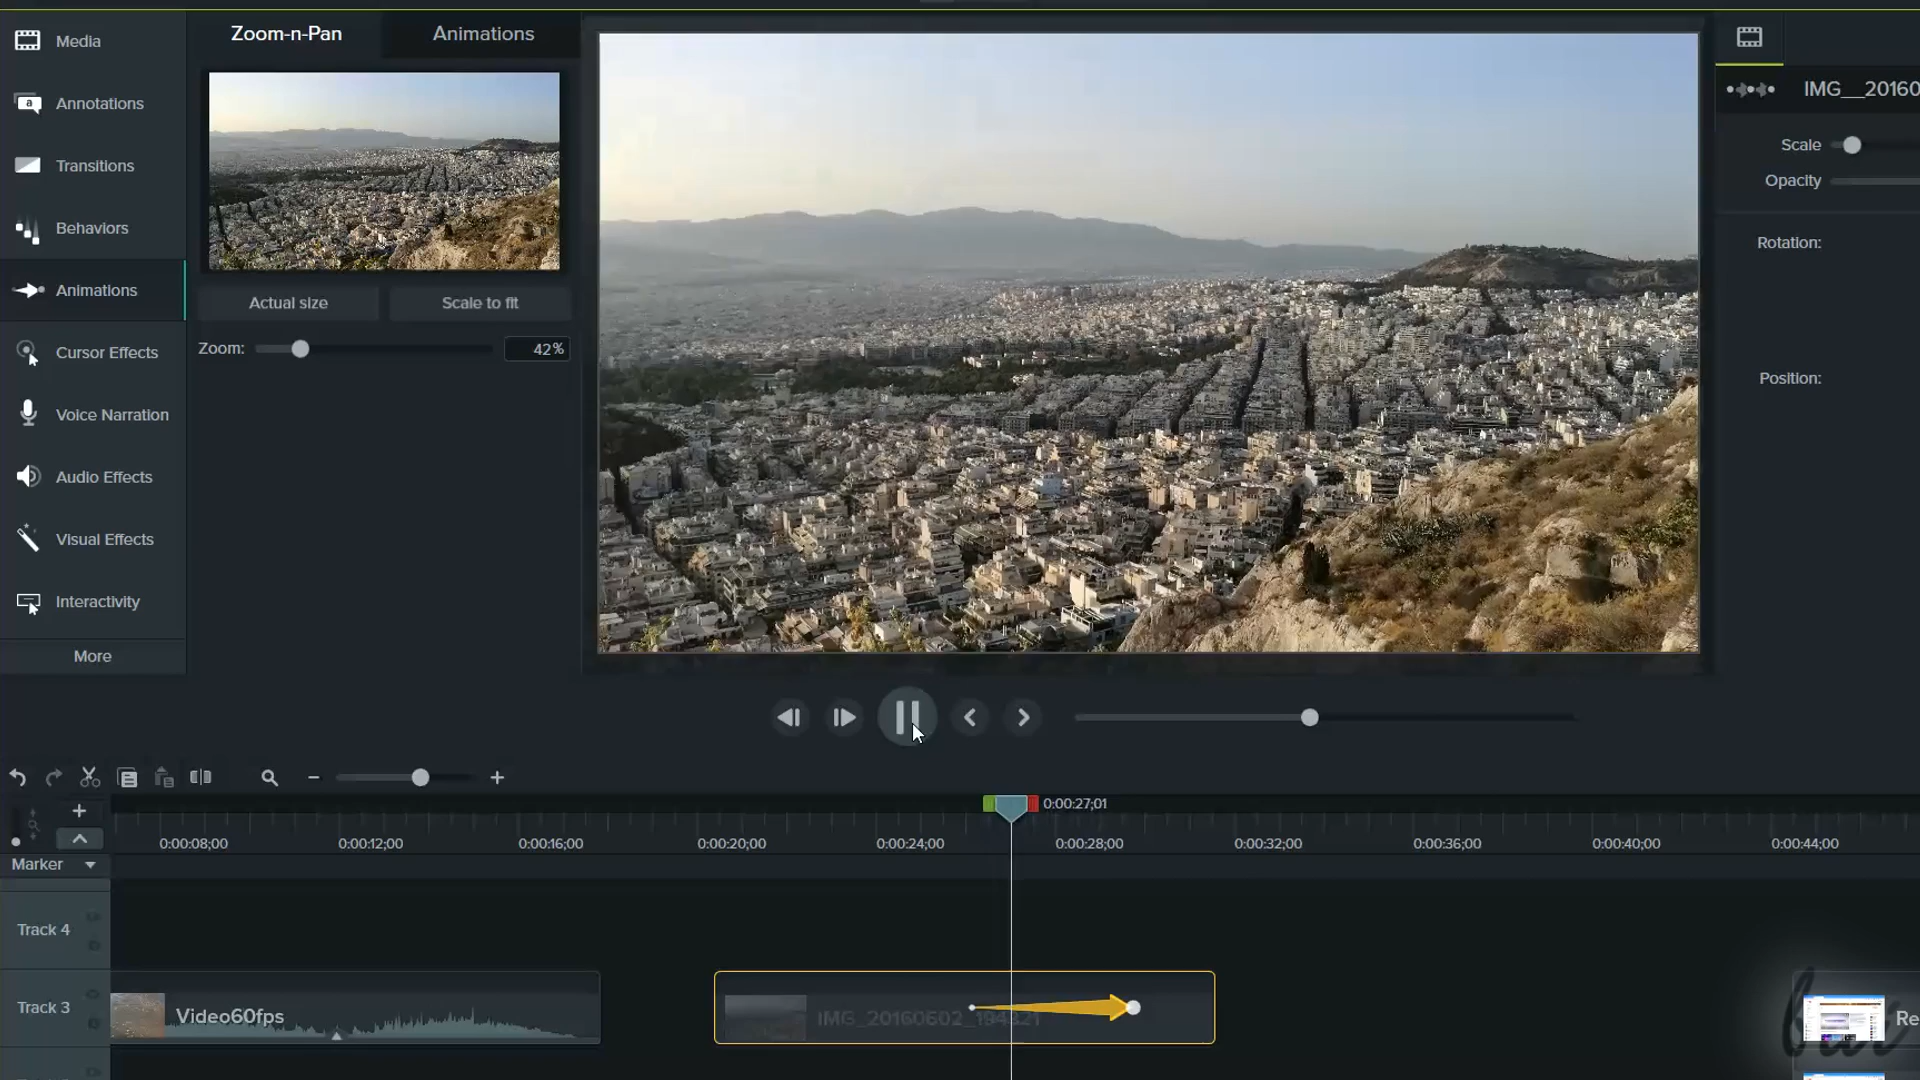 Media
Annotations
Transitions
Behaviors
Animations
Cursor Effects
Voice Narration
Audio Effects
Visual Effects
Interactivity
More
Zoom-n-Pan
Animations
Actual size
Scale to fit
Zoom:
42%
IMG__20160
Scale
Opacity
Rotation:
Position:
0:00:27;01
0:00:08;00
0:00:12;00
0:00:16;00
0:00:20;00
0:00:24;00
0:00:28;00
0:00:32;00
0:00:36;00
0:00:40;00
0:00:44;00
Marker
Track 4
Track 3
Video60fps
IMG_20160602_194321
Re